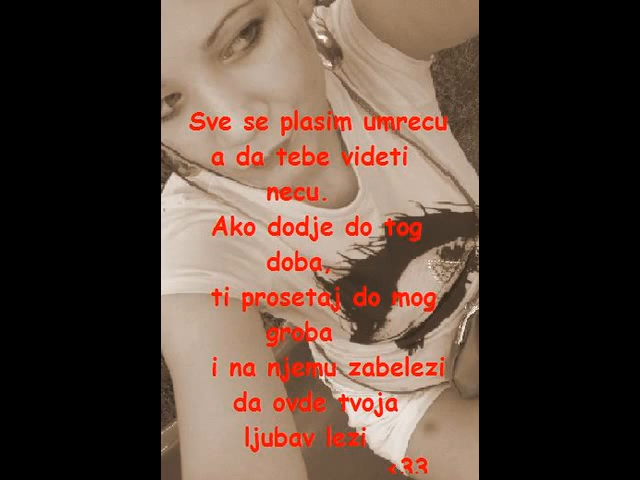 Sve se plasim umrecu
a da tebe videti
necu.
Ako dodje do tog
doba,
ti prosetaj do mog
groba
i na njemu zabelezi
da ovde tvoja
ljubav lezi
<33